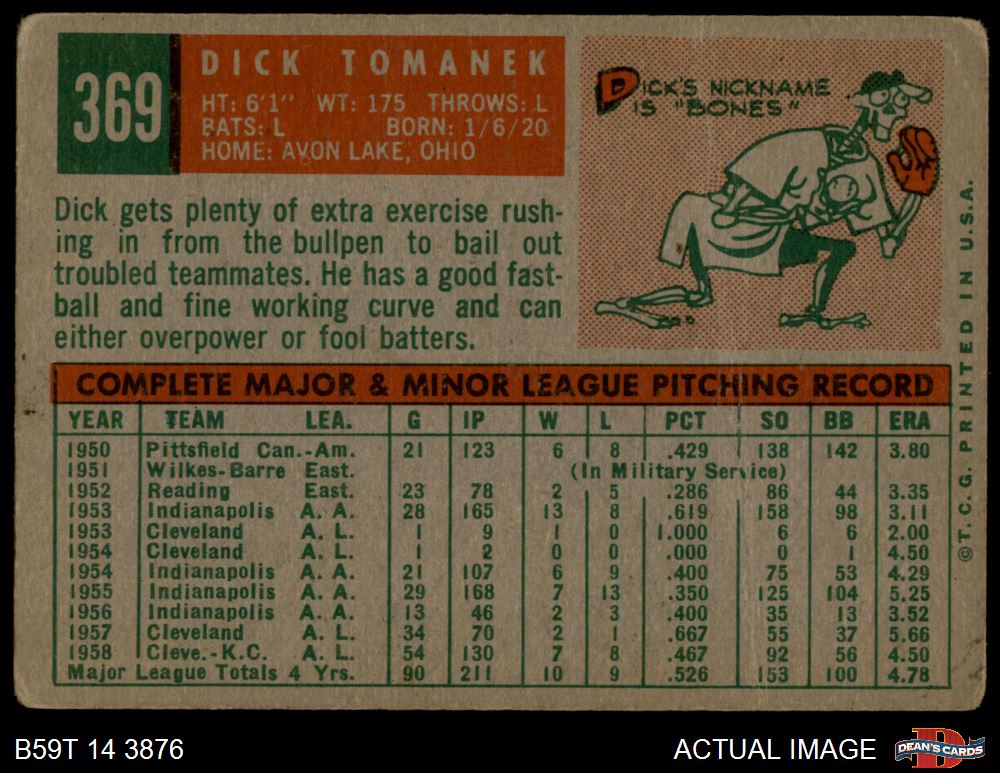 369
DICK TOMANEK
HT: 6'1" WT: 175 THROWS: L
BATS: L BORN: 1/6/20
HOME: AVON LAKE, OHIO
DICK'S NICKNAME
IS "BONES"
Dick gets plenty of extra exercise rush-
ing in from the bullpen to bail out
troubled teammates. He has a good fast-
ball and fine working curve and can
either overpower or fool batters.
COMPLETE MAJOR & MINOR LEAGUE PITCHING RECORD
YEAR TEAM LEA. G IP W L PCT SO BB ERA
1950 Pittsfield Can.-Am. 21 123 6 8 .429 138 142 3.80
1951 Wilkes-Barre East. (In Military Service)
1952 Reading East. 23 78 2 5 .286 86 44 3.35
1953 Indianapolis A. A. 28 165 13 8 .619 158 98 3.11
1953 Cleveland A. L. 1 9 1 0 1.000 6 6 2.00
1954 Cleveland A. L. 1 2 0 0 .000 0 1 4.50
1954 Indianapolis A. A. 21 107 6 9 .400 75 53 4.29
1955 Indianapolis A. A. 29 168 7 13 .350 125 104 5.25
1956 Indianapolis A. A. 13 46 2 3 .400 35 13 3.52
1957 Cleveland A. L. 34 70 2 1 .667 55 37 5.66
1958 Cleve.-K.C. A. L. 54 130 7 8 .467 92 56 4.50
Major League Totals 4 Yrs. 90 211 10 9 .526 153 100 4.78
©T. C. G. PRINTED IN U.S.A.
B59T 14 3876
ACTUAL IMAGE
D
DEAN'S CARDS